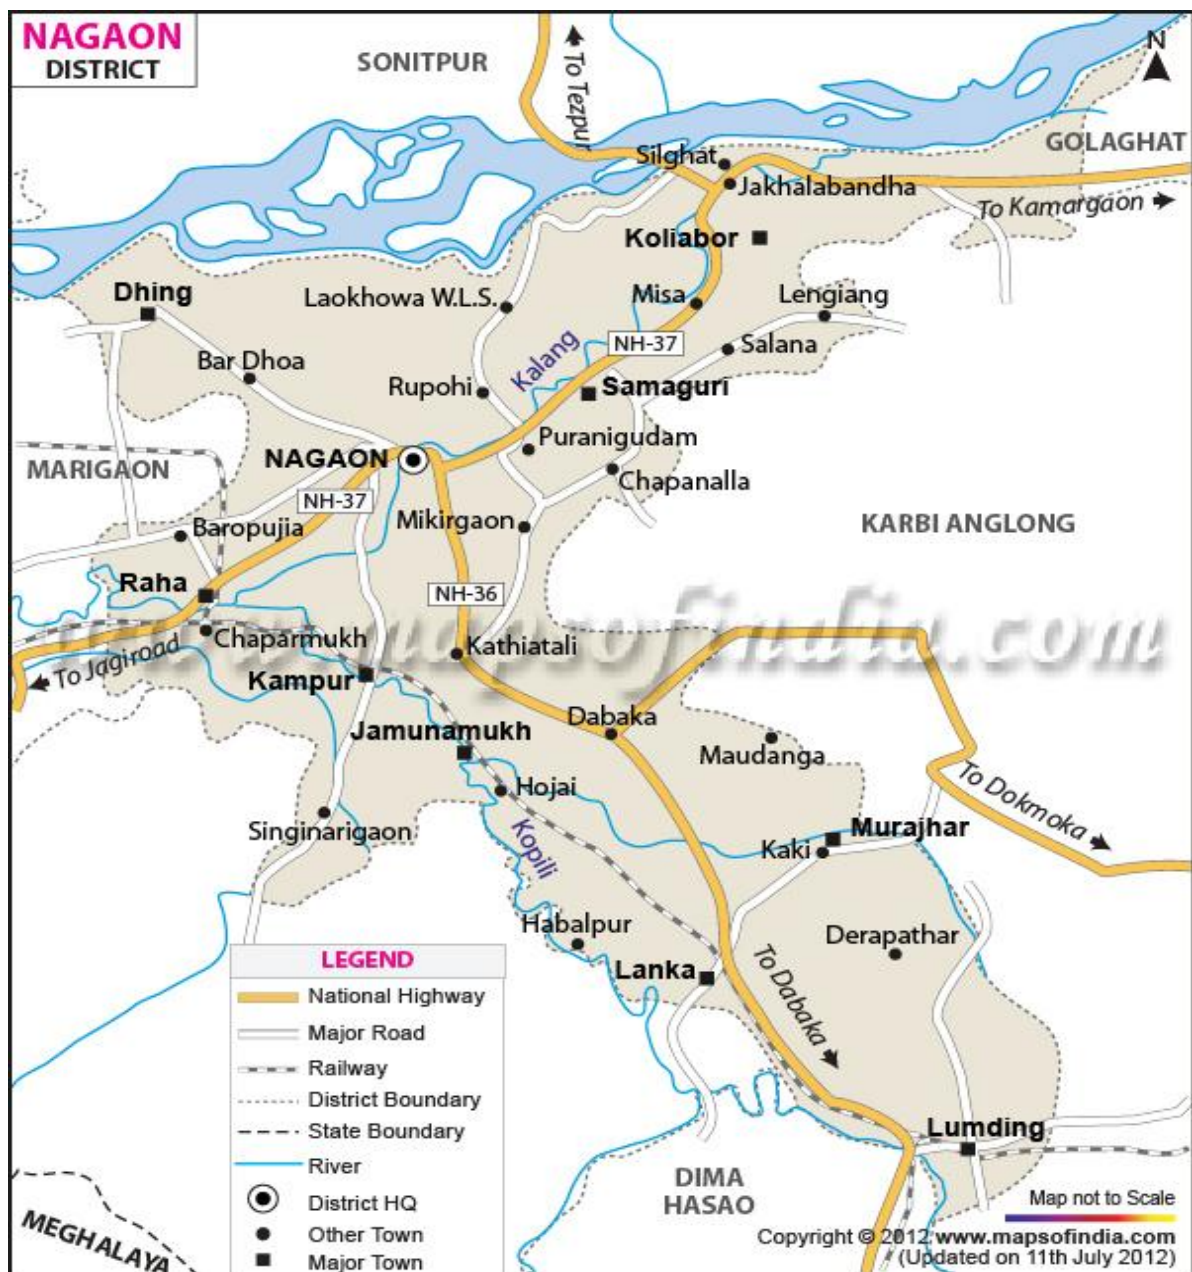 NAGAON
DISTRICT
SONITPUR
To Tezpur
N
GOLAGHAT
Silghat
Jakhalabandha
To Kamargaon
Koliabor
Dhing
Laokhowa W.L.S.
Misa
Lengiang
Kalang
NH-37
Salana
Bar Dhoa
Rupohi
Samaguri
Puranigudam
MARIGAON
NAGAON
Chapanalla
NH-37
Baropujia
Mikirgaon
KARBI ANGLONG
Raha
NH-36
www.mapsofindia.com
Chaparmukh
Kathiatali
To Jagiroad
Kampur
Dabaka
Jamunamukh
Maudanga
Hojai
To Dokmoka
Singinarigaon
Kopili
Murajhar
Kaki
Habalpur
Derapathar
Lanka
To Dabaka
LEGEND
National Highway
Major Road
Railway
District Boundary
State Boundary
River
District HQ
Other Town
Major Town
Lumding
DIMA
HASAO
MEGHALAYA
Map not to Scale
Copyright © 2012 www.mapsofindia.com
(Updated on 11th July 2012)